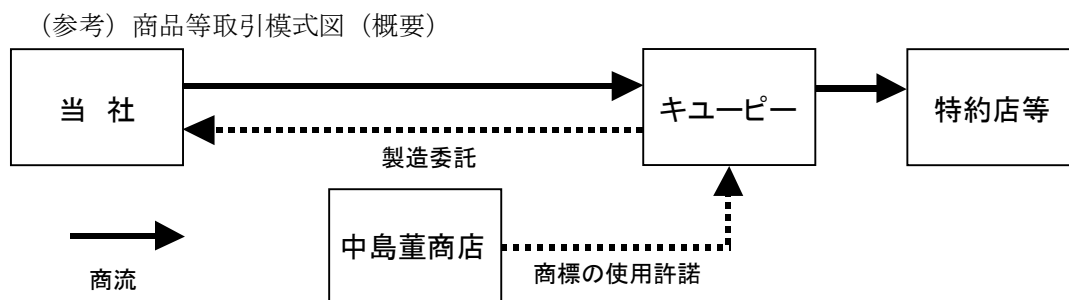 （参考）商品等取引模式図（概要）
当　社
キューピー
特約店等
製造委託
中島董商店
商標の使用許諾
商流